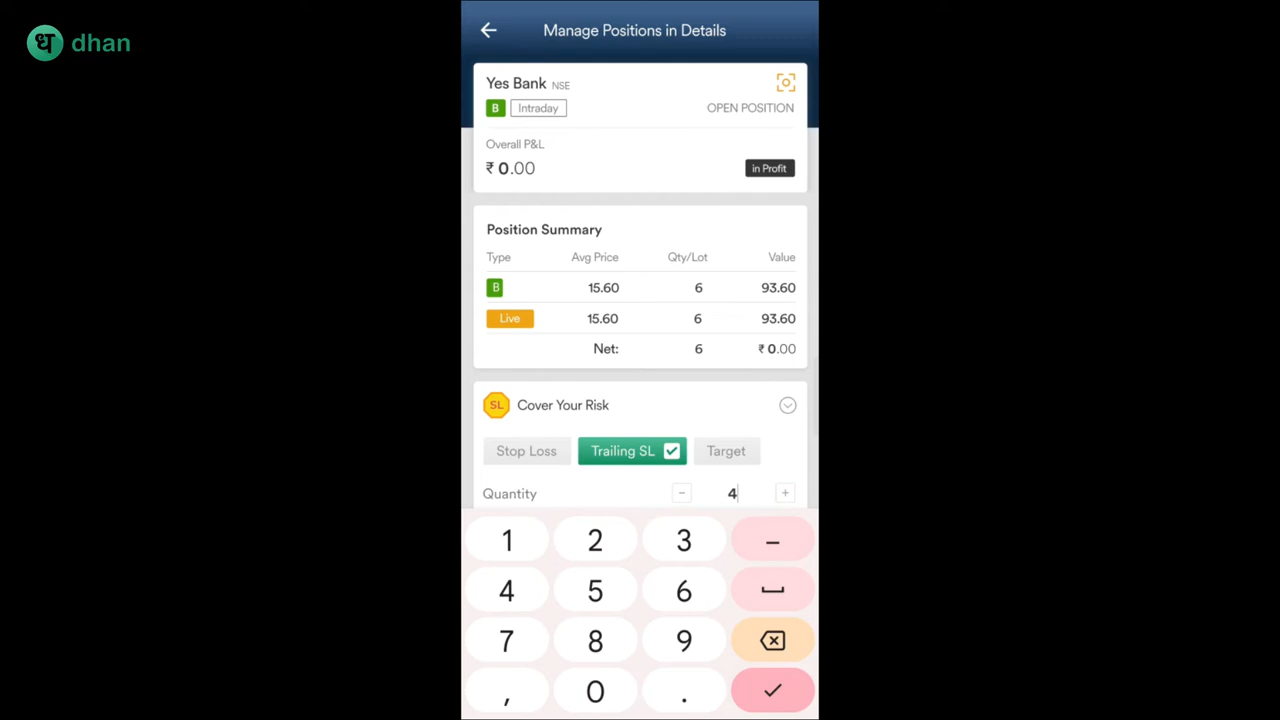 ध dhan
Manage Positions in Details
Yes Bank NSE
B Intraday OPEN POSITION
Overall P&L
₹ 0.00 in Profit
Position Summary
Type Avg Price Qty/Lot Value
B 15.60 6 93.60
Live 15.60 6 93.60
Net: 6 ₹ 0.00
SL Cover Your Risk
Stop Loss Trailing SL Target
Quantity - 4 +
1 2 3 –
4 5 6
7 8 9
, 0 .